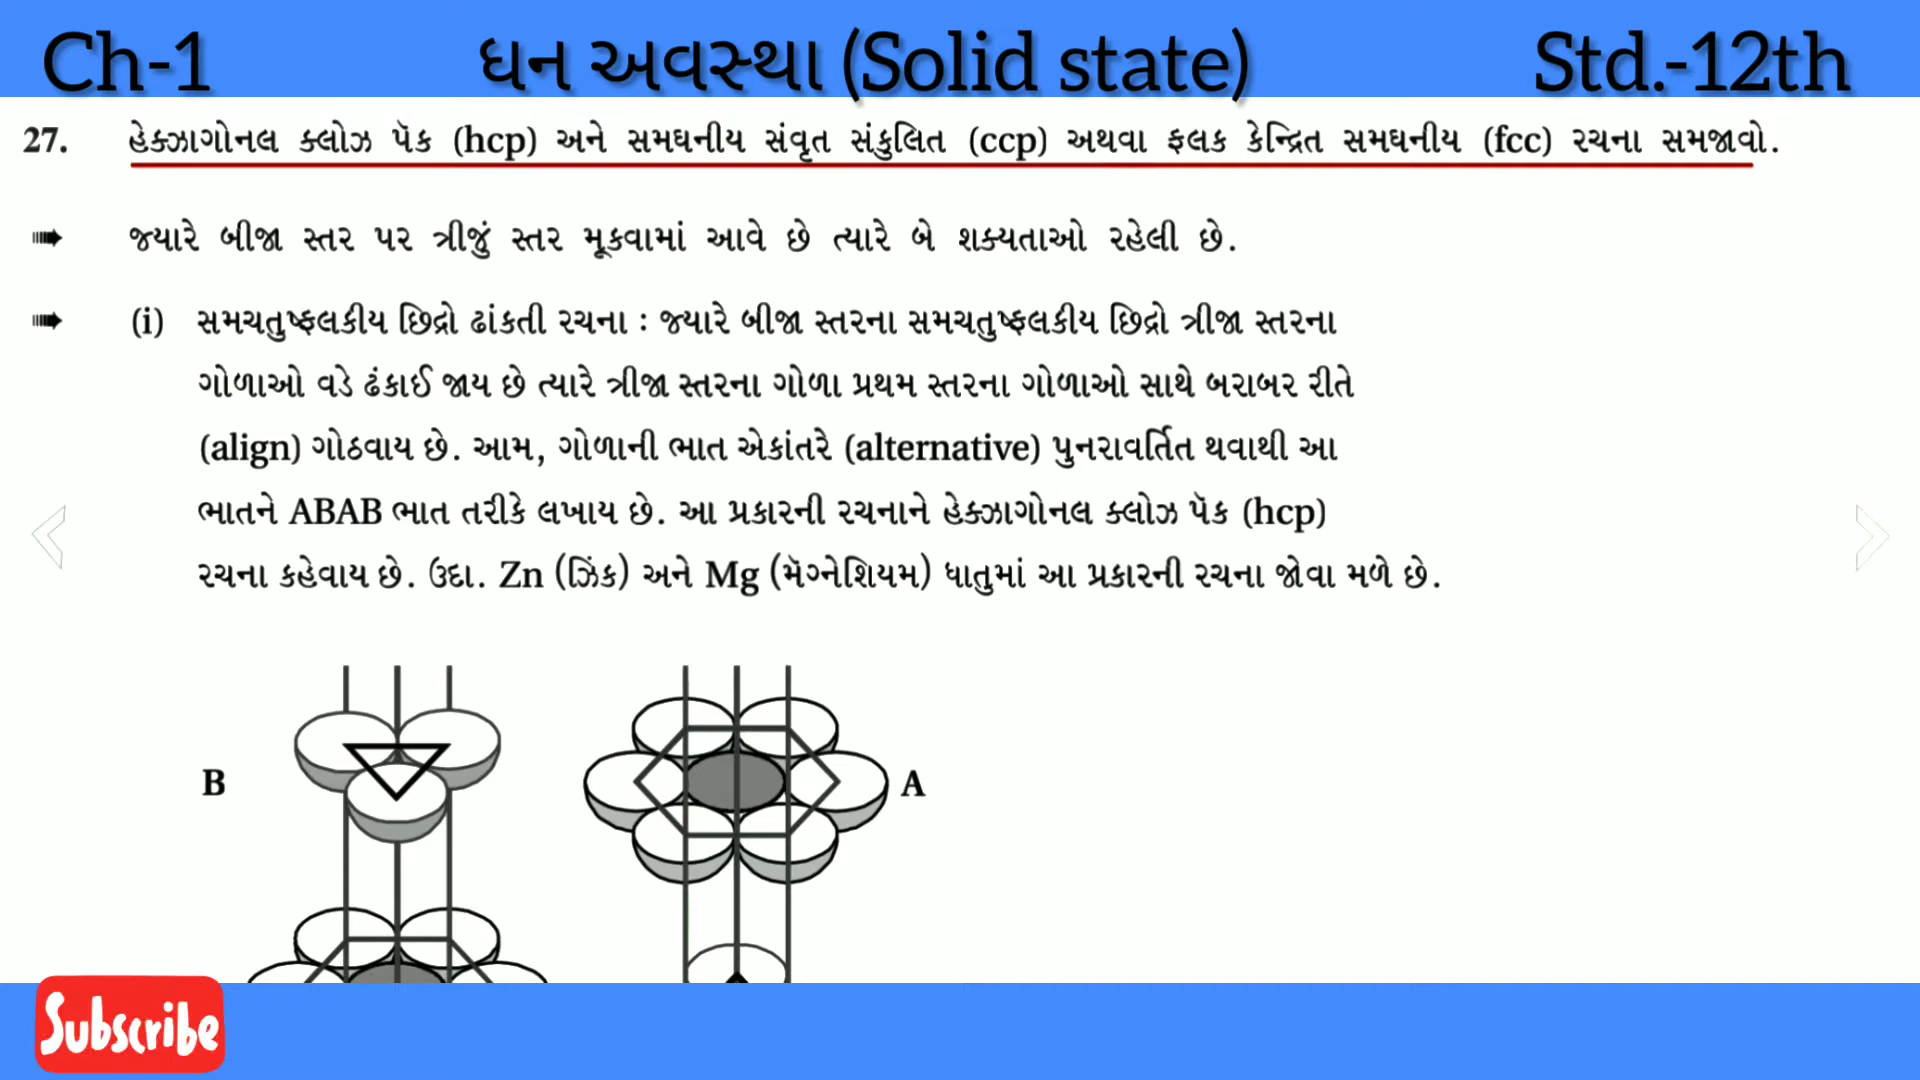 Ch-1 ઘન અવસ્થા (Solid state) Std.-12th
27. હેક્ઝાગોનલ ક્લોઝ પૅક (hcp) અને સમઘનીય સંવૃત સંકુલિત (ccp) અથવા ફલક કેન્દ્રિત સમઘનીય (fcc) રચના સમજાવો.
જ્યારે બીજા સ્તર પર ત્રીજું સ્તર મૂકવામાં આવે છે ત્યારે બે શક્યતાઓ રહેલી છે.
(i) સમચતુષ્ફલકીય છિદ્રો ઢાંકતી રચના : જ્યારે બીજા સ્તરના સમચતુષ્ફલકીય છિદ્રો ત્રીજા સ્તરના
ગોળાઓ વડે ઢંકાઈ જાય છે ત્યારે ત્રીજા સ્તરના ગોળા પ્રથમ સ્તરના ગોળાઓ સાથે બરાબર રીતે
(align) ગોઠવાય છે. આમ, ગોળાની ભાત એકાંતરે (alternative) પુનરાવર્તિત થવાથી આ
ભાતને ABAB ભાત તરીકે લખાય છે. આ પ્રકારની રચનાને હેક્ઝાગોનલ ક્લોઝ પૅક (hcp)
રચના કહેવાય છે. ઉદા. Zn (ઝિંક) અને Mg (મૅગ્નેશિયમ) ધાતુમાં આ પ્રકારની રચના જોવા મળે છે.
B A
Subscribe